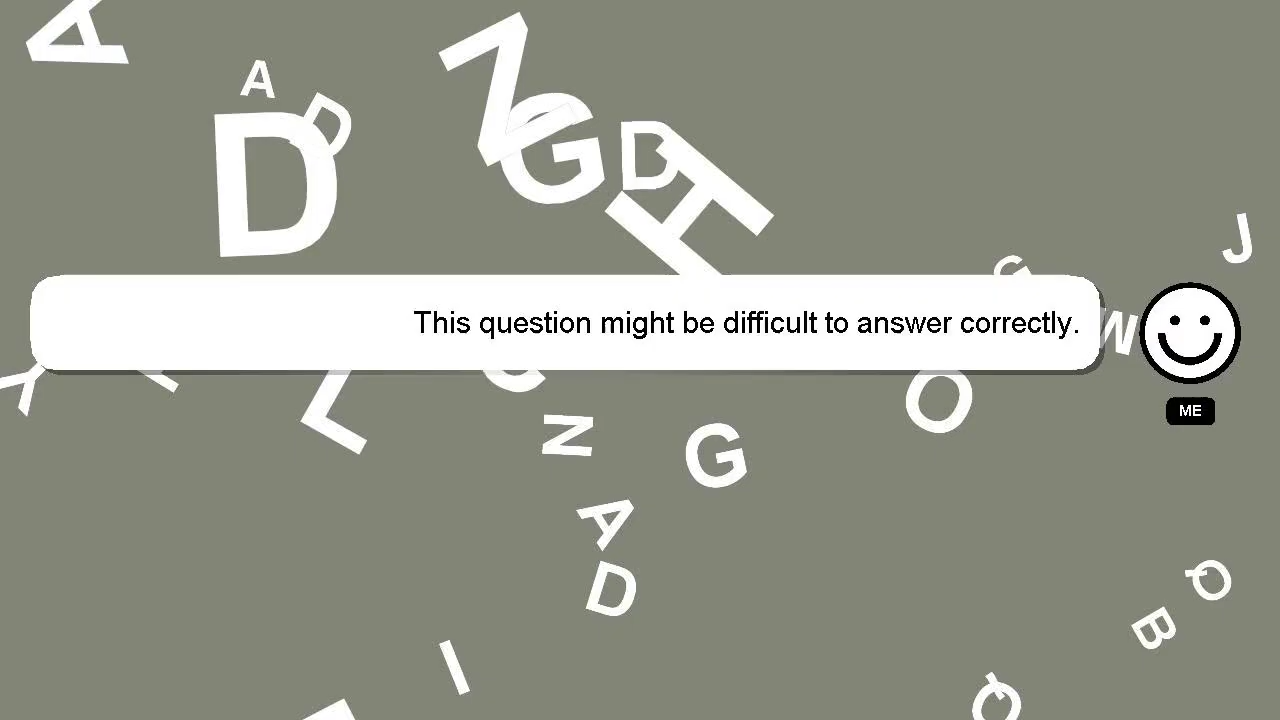 A
A
D
D
Z
G
D
H
J
G
This question might be difficult to answer correctly.
W
ME
Y
L
N
G
O
A
D
Q
B
I
Q